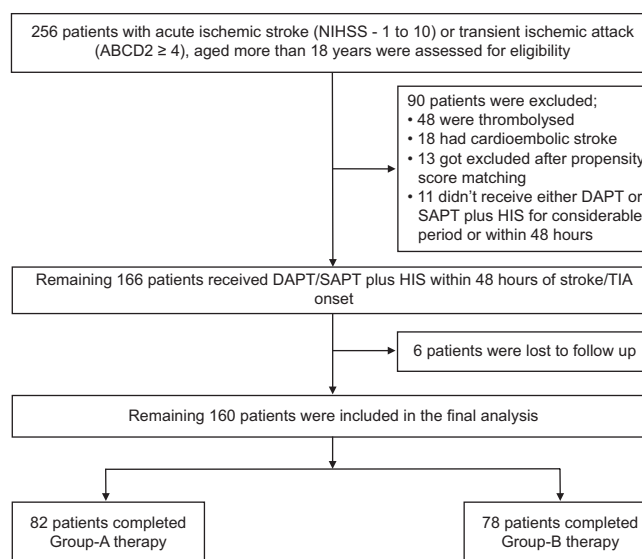 256 patients with acute ischemic stroke (NIHSS - 1 to 10) or transient ischemic attack
(ABCD2 ≥ 4), aged more than 18 years were assessed for eligibility
90 patients were excluded;
• 48 were thrombolysed
• 18 had cardioembolic stroke
• 13 got excluded after propensity
score matching
• 11 didn't receive either DAPT or
SAPT plus HIS for considerable
period or within 48 hours
Remaining 166 patients received DAPT/SAPT plus HIS within 48 hours of stroke/TIA
onset
6 patients were lost to follow up
Remaining 160 patients were included in the final analysis
82 patients completed
Group-A therapy
78 patients completed
Group-B therapy